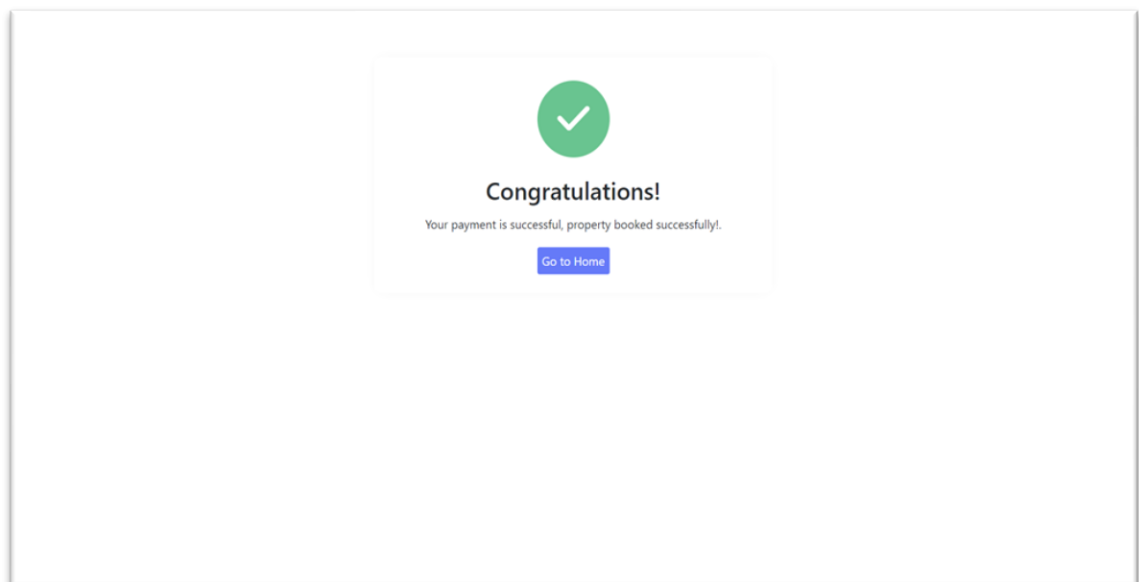 Congratulations!
Your payment is successful, property booked successfully!.
Go to Home